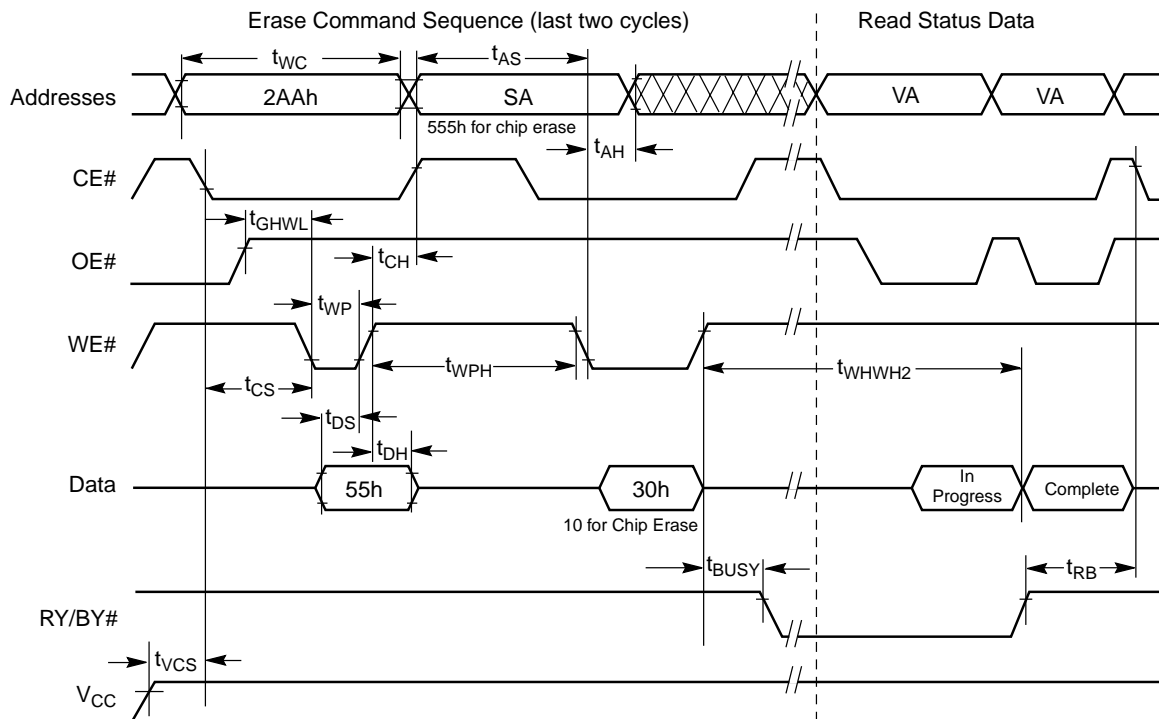 Erase Command Sequence (last two cycles)
Read Status Data
tWC
tAS
Addresses
2AAh
SA
VA
VA
555h for chip erase
tAH
CE#
tGHWL
OE#
tCH
tWP
WE#
tWPH
tWHWH2
tCS
tDS
tDH
Data
55h
30h
In
Progress
Complete
10 for Chip Erase
tBUSY
tRB
RY/BY#
tVCS
VCC